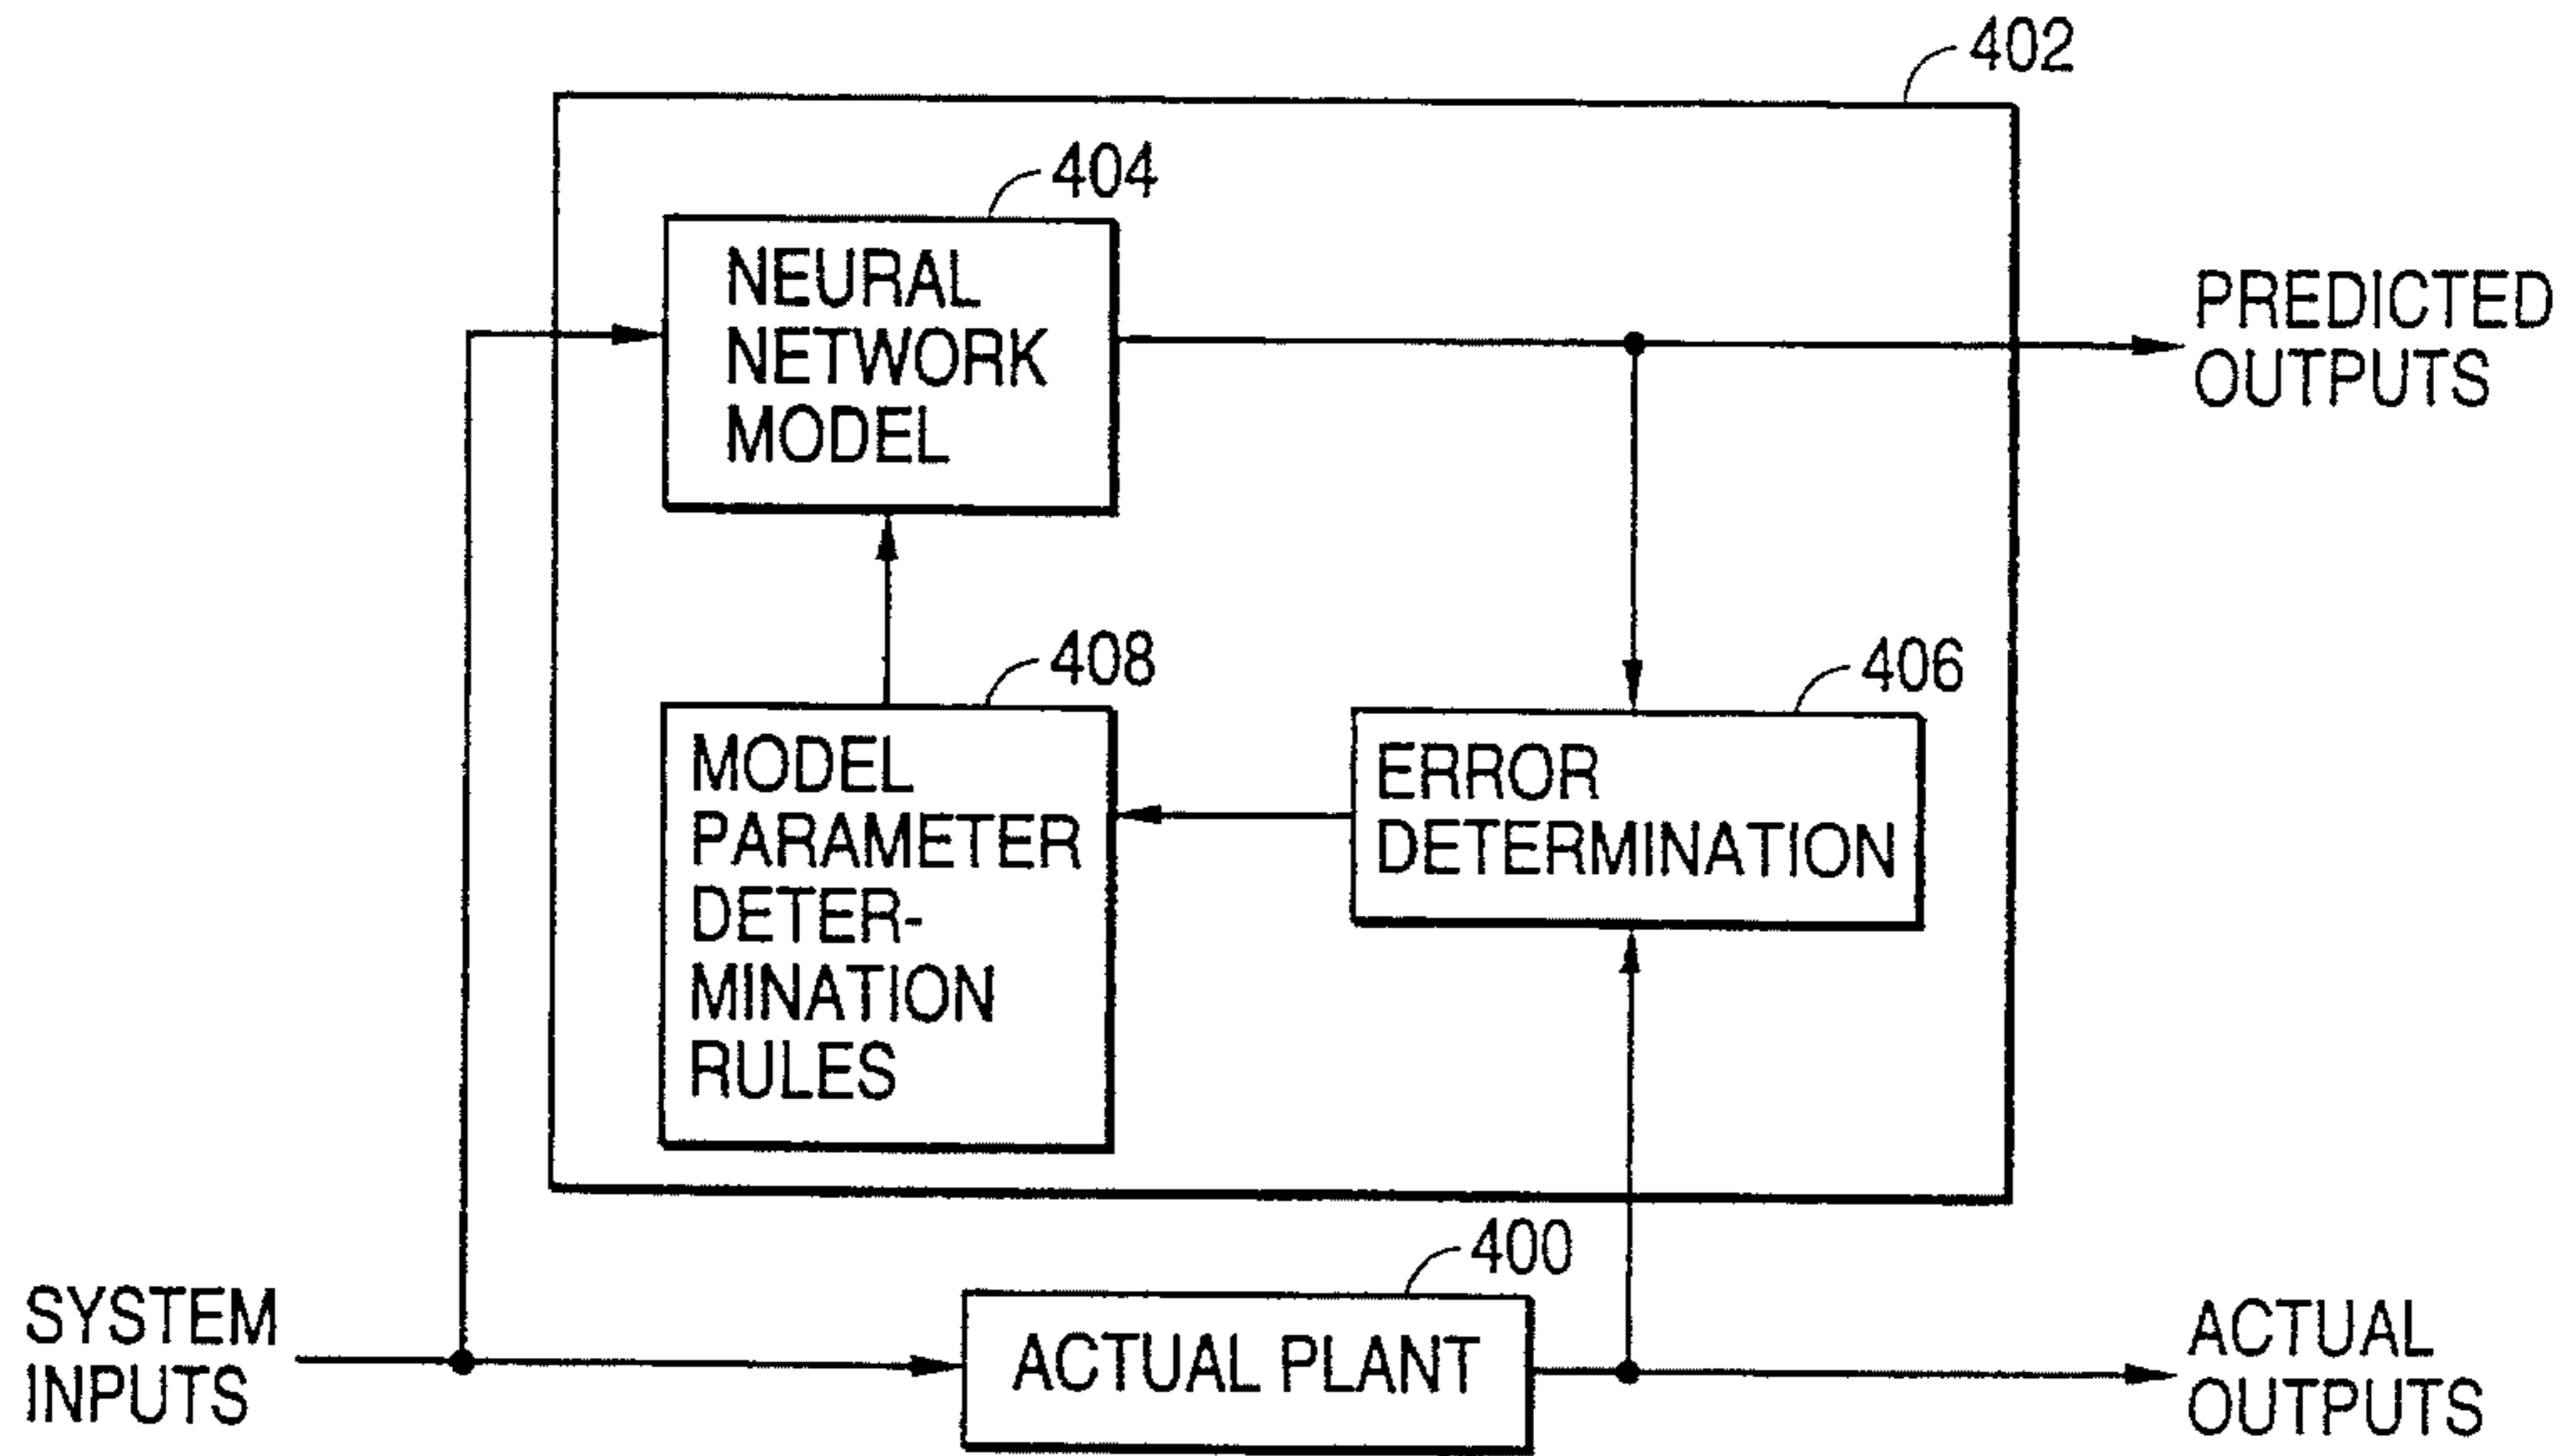 402
404
NEURAL
NETWORK
MODEL
PREDICTED
OUTPUTS
408
MODEL
PARAMETER
DETER-
MINATION
RULES
406
ERROR
DETERMINATION
400
SYSTEM
INPUTS
ACTUAL PLANT
ACTUAL
OUTPUTS